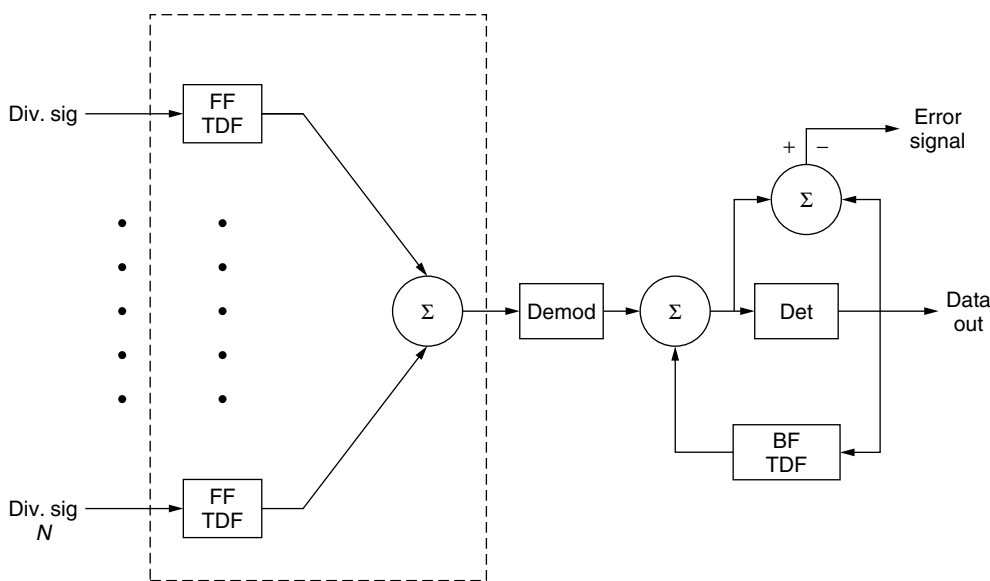 Div. sig
FF
TDF
Error
signal
+ −
Σ
Σ
Demod
Σ
Det
Data
out
BF
TDF
Div. sig
N
FF
TDF